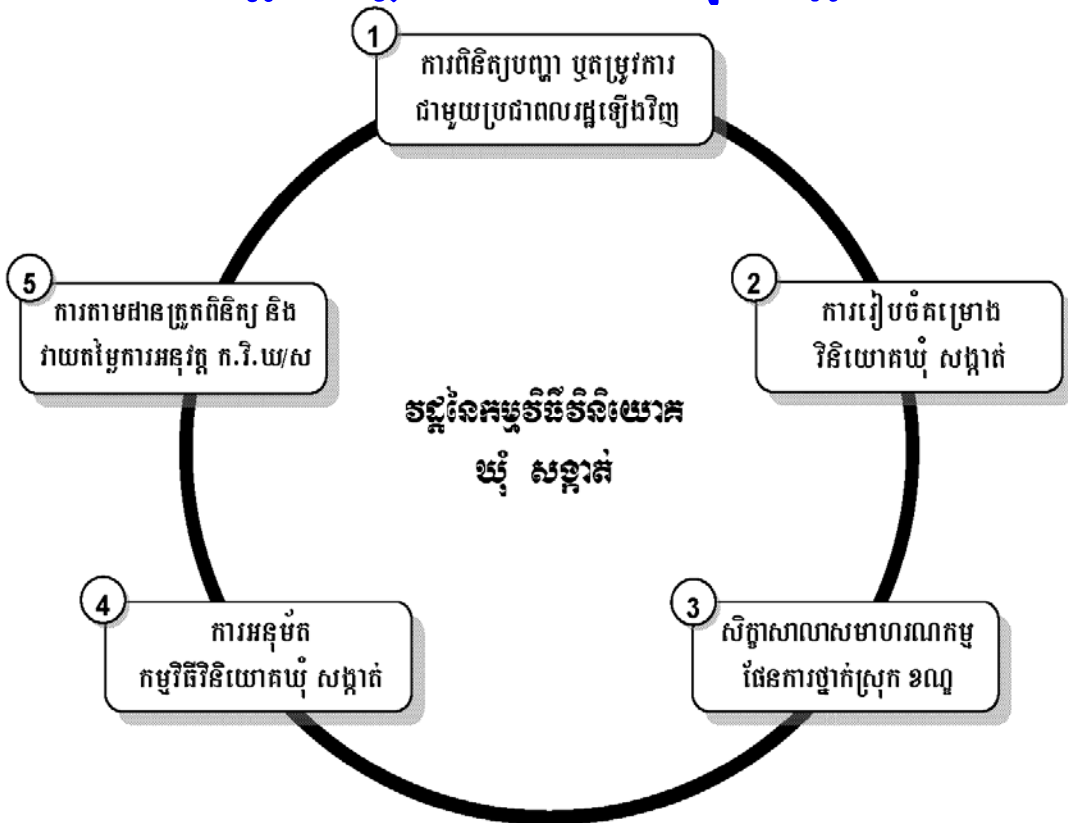 1
ការពិនិត្យបញ្ហា ឬតម្រូវការ
ជាមួយប្រជាពលរដ្ឋឡើងវិញ
2
ការរៀបចំគម្រោង
វិនិយោគឃុំ សង្កាត់
3
សិក្ខាសាលាសមាហរណកម្ម
ផែនការថ្នាក់ស្រុក ខណ្ឌ
4
ការអនុម័ត
កម្មវិធីវិនិយោគឃុំ សង្កាត់
5
ការតាមដានត្រួតពិនិត្យ និង
វាយតម្លៃការអនុវត្ត ក.វិ.ឃ/ស
វដ្តនៃកម្មវិធីវិនិយោគ
ឃុំ សង្កាត់